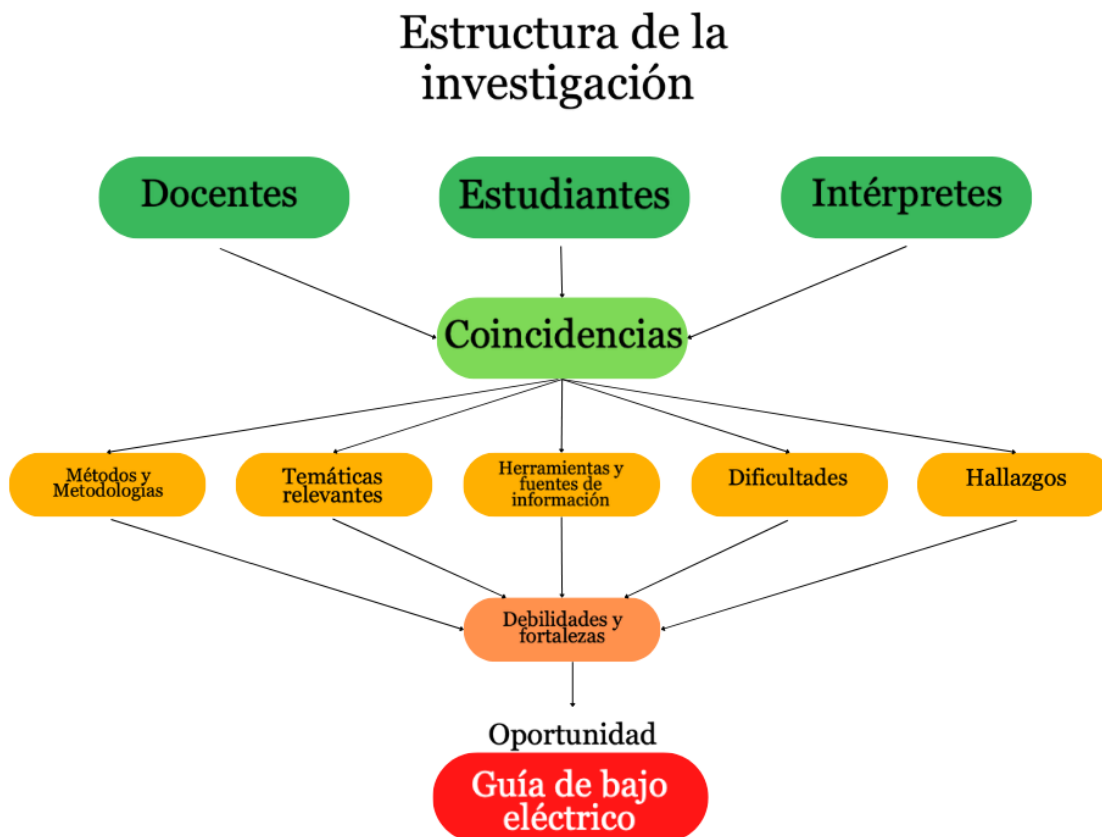 Estructura de la
investigación
Docentes
Estudiantes
Intérpretes
Coincidencias
Métodos y
Metodologías
Temáticas
relevantes
Herramientas y
fuentes de
información
Dificultades
Hallazgos
Debilidades y
fortalezas
Oportunidad
Guía de bajo
eléctrico